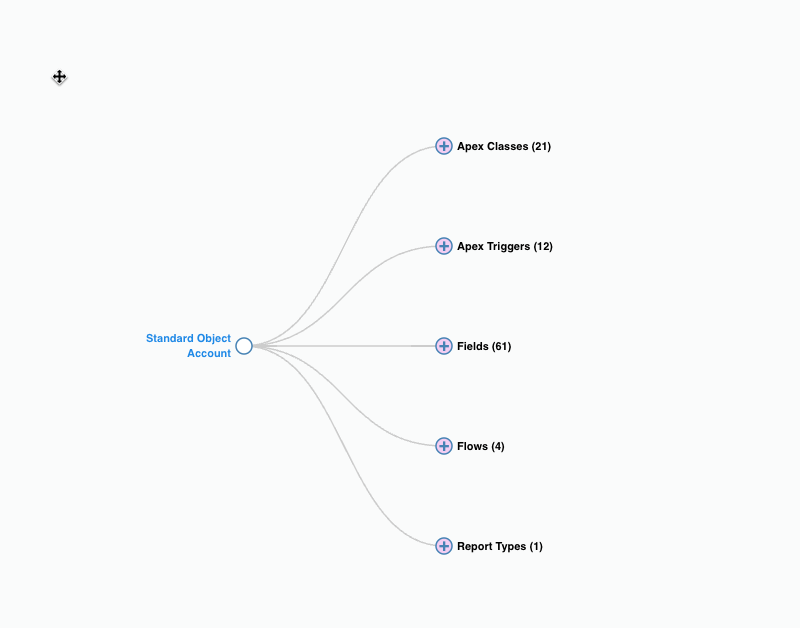 Apex Classes (21)
Apex Triggers (12)
Standard Object
Account
Fields (61)
Flows (4)
Report Types (1)